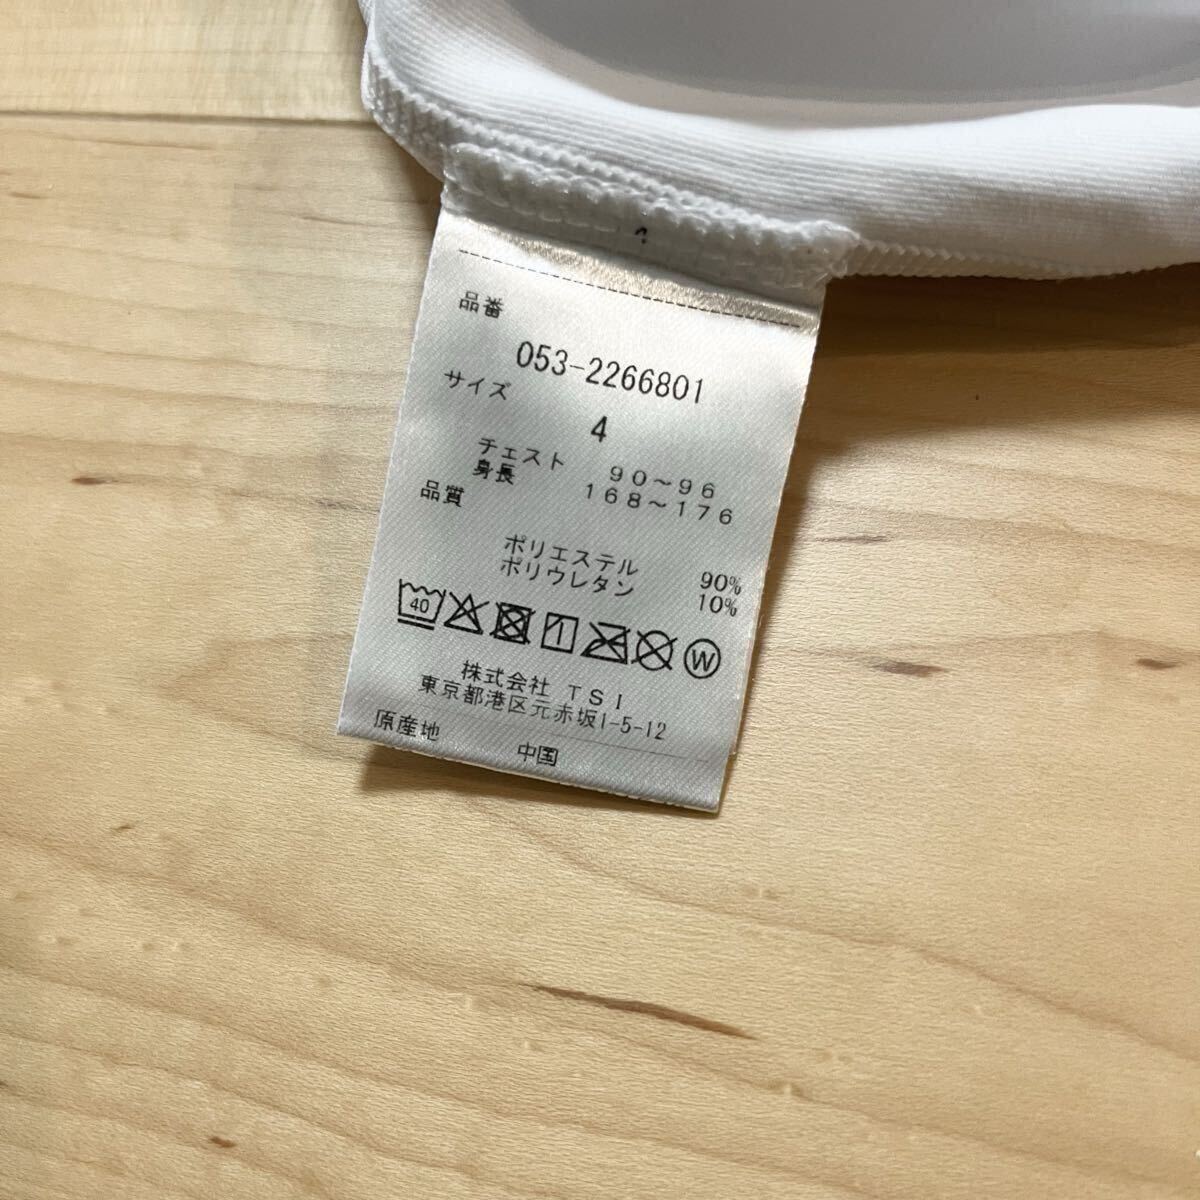 品番
053-2266801
サイズ
4
チェスト 90～96
身長 168～176
品質
ポリエステル 90%
ポリウレタン 10%
40 W
株式会社 TSI
東京都港区元赤坂1-5-12
原産地 中国